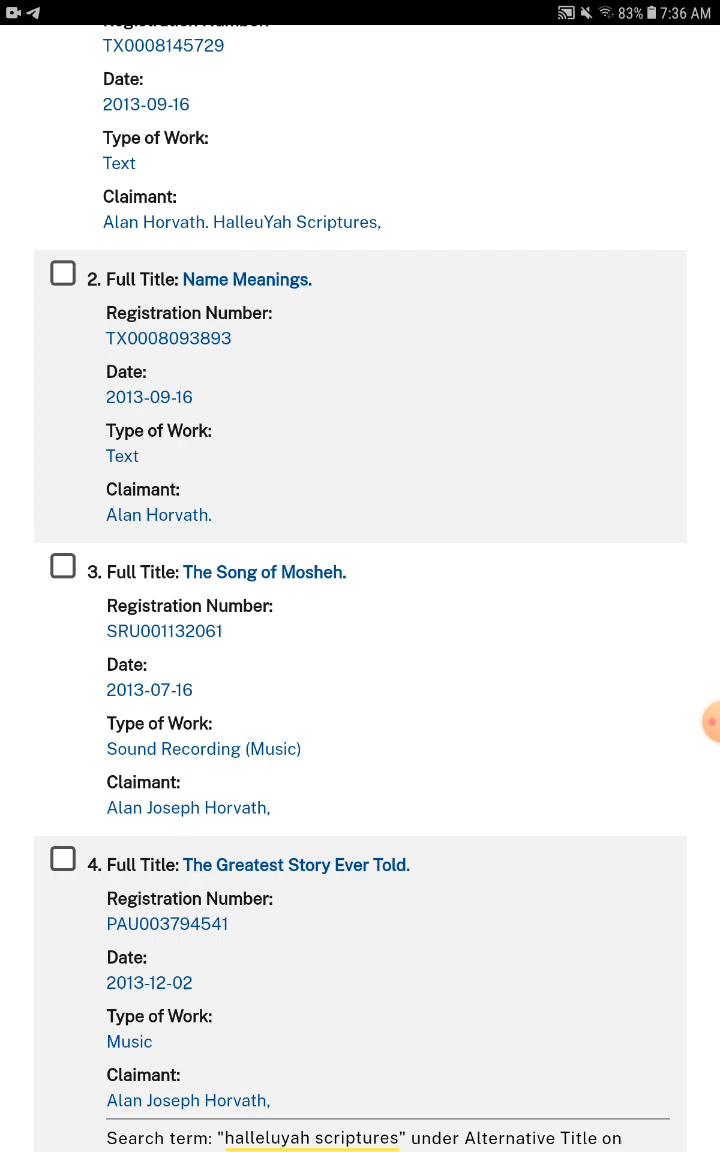 83% 7:36 AM
Registration Number:
TX0008145729
Date:
2013-09-16
Type of Work:
Text
Claimant:
Alan Horvath. HalleuYah Scriptures,
2. Full Title: Name Meanings.
Registration Number:
TX0008093893
Date:
2013-09-16
Type of Work:
Text
Claimant:
Alan Horvath.
3. Full Title: The Song of Mosheh.
Registration Number:
SRU001132061
Date:
2013-07-16
Type of Work:
Sound Recording (Music)
Claimant:
Alan Joseph Horvath,
4. Full Title: The Greatest Story Ever Told.
Registration Number:
PAU003794541
Date:
2013-12-02
Type of Work:
Music
Claimant:
Alan Joseph Horvath,
Search term: "halleluyah scriptures" under Alternative Title on